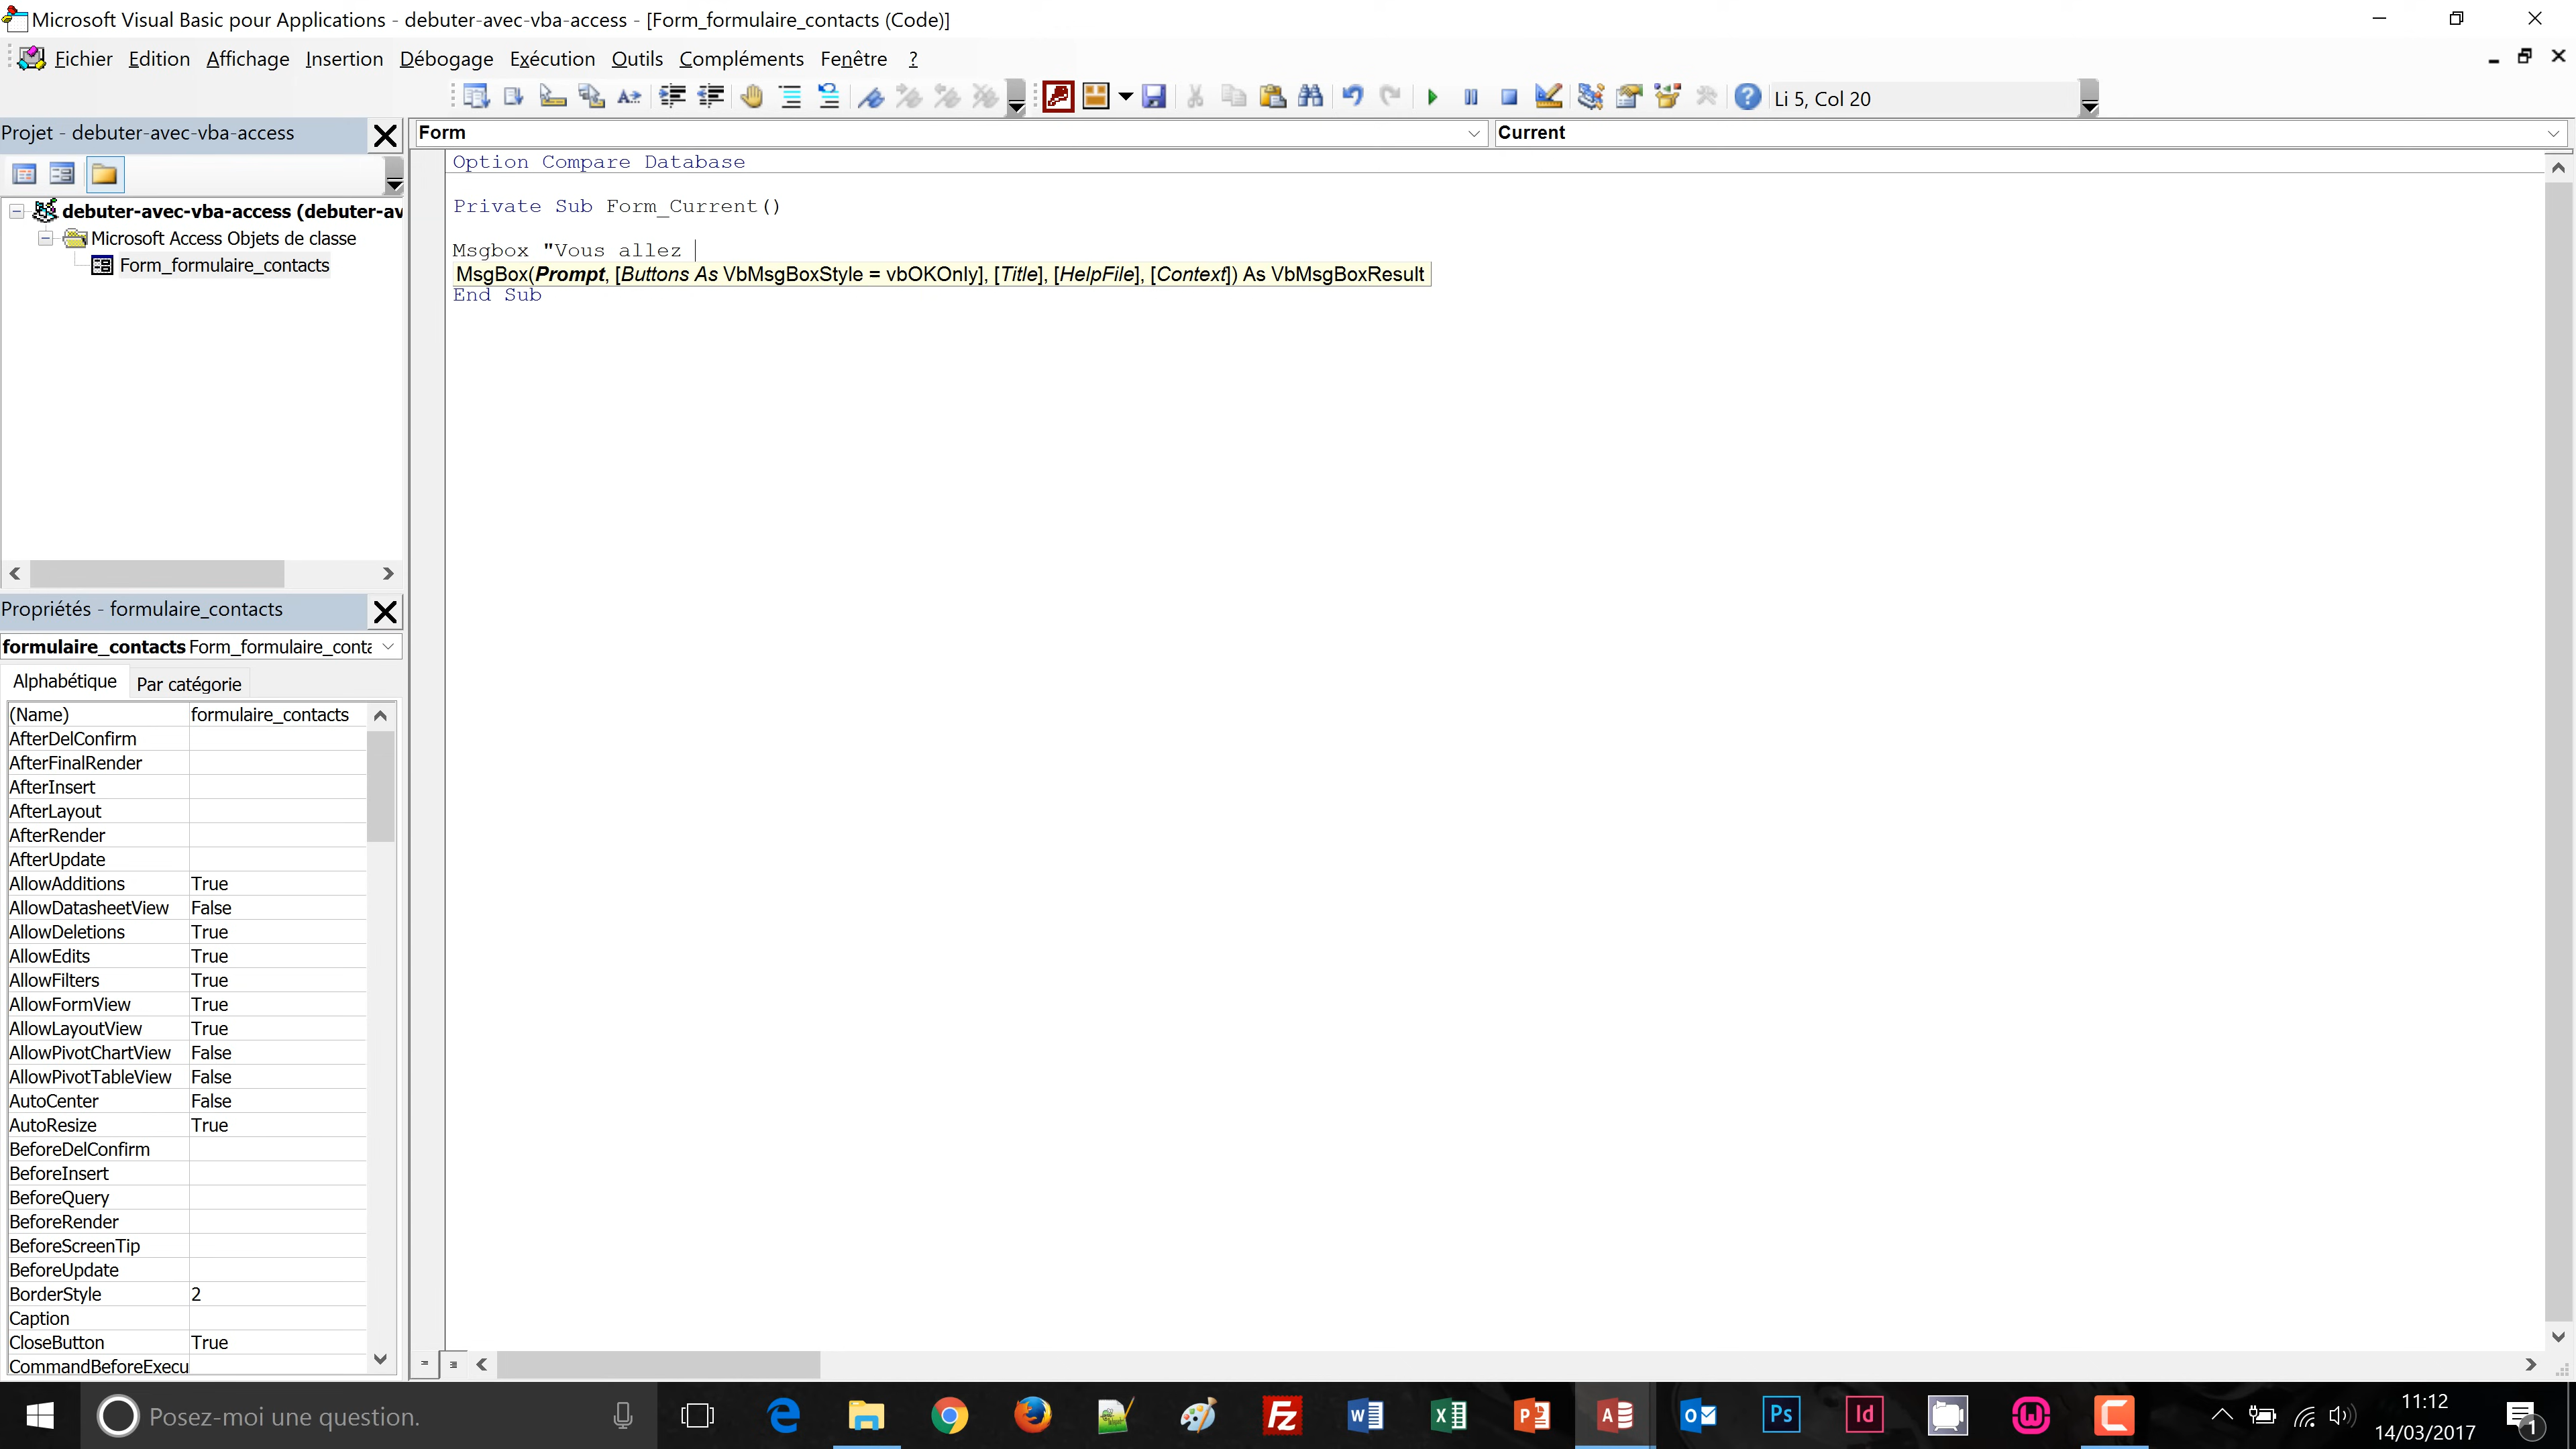 Microsoft Visual Basic pour Applications - debuter-avec-vba-access - [Form_formulaire_contacts (Code)]
Fichier Edition Affichage Insertion Débogage Exécution Outils Compléments Fenêtre ?
Li 5, Col 20
Projet - debuter-avec-vba-access
Form
Current
debuter-avec-vba-access (debuter-av
Microsoft Access Objets de classe
Form_formulaire_contacts
Option Compare Database
Private Sub Form_Current()
Msgbox "Vous allez
MsgBox(Prompt, [Buttons As VbMsgBoxStyle = vbOKOnly], [Title], [HelpFile], [Context]) As VbMsgBoxResult
End Sub
Propriétés - formulaire_contacts
formulaire_contacts Form_formulaire_conta
Alphabétique Par catégorie
(Name) formulaire_contacts
AfterDelConfirm
AfterFinalRender
AfterInsert
AfterLayout
AfterRender
AfterUpdate
AllowAdditions True
AllowDatasheetView False
AllowDeletions True
AllowEdits True
AllowFilters True
AllowFormView True
AllowLayoutView True
AllowPivotChartView False
AllowPivotTableView False
AutoCenter False
AutoResize True
BeforeDelConfirm
BeforeInsert
BeforeQuery
BeforeRender
BeforeScreenTip
BeforeUpdate
BorderStyle 2
Caption
CloseButton True
CommandBeforeExecu
Posez-moi une question.
11:12
14/03/2017
1